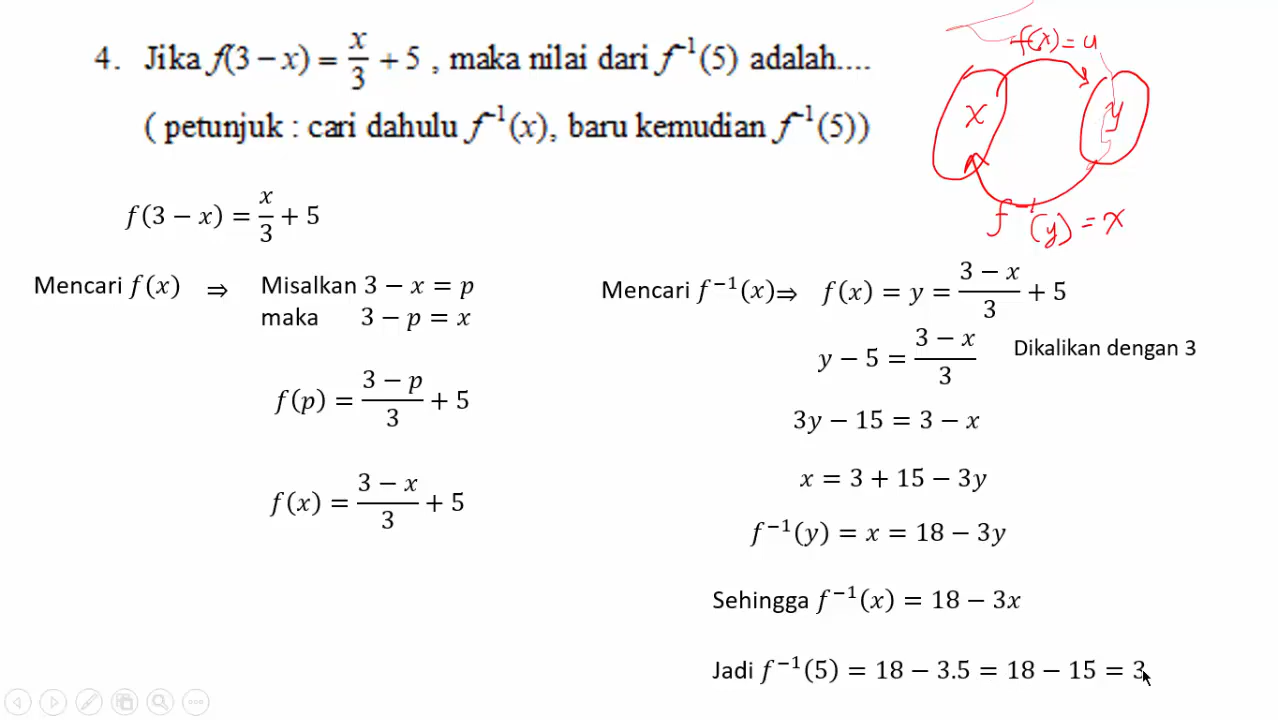 4. Jika f(3 − x) = x/3 + 5 , maka nilai dari f⁻¹(5) adalah....
( petunjuk : cari dahulu f⁻¹(x), baru kemudian f⁻¹(5))
f(x) = u
x
y
f⁻¹(y) = x
f(3 − x) = x/3 + 5
Mencari f(x) ⇒ Misalkan 3 − x = p
maka 3 − p = x
f(p) = (3 − p)/3 + 5
f(x) = (3 − x)/3 + 5
Mencari f⁻¹(x) ⇒ f(x) = y = (3 − x)/3 + 5
y − 5 = (3 − x)/3 Dikalikan dengan 3
3y − 15 = 3 − x
x = 3 + 15 − 3y
f⁻¹(y) = x = 18 − 3y
Sehingga f⁻¹(x) = 18 − 3x
Jadi f⁻¹(5) = 18 − 3.5 = 18 − 15 = 3